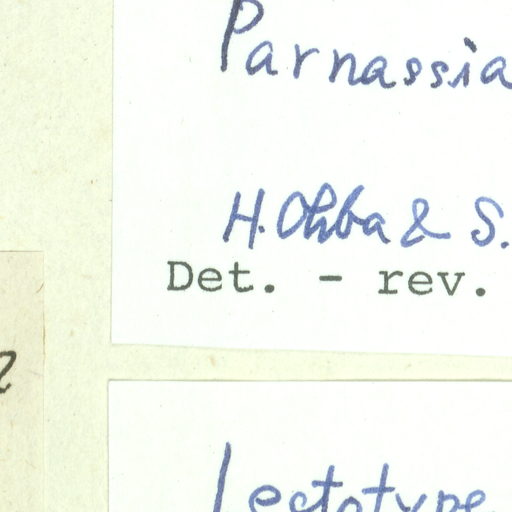 Parnassia
H. Ohba & S.
Det. - rev.
Lectotype